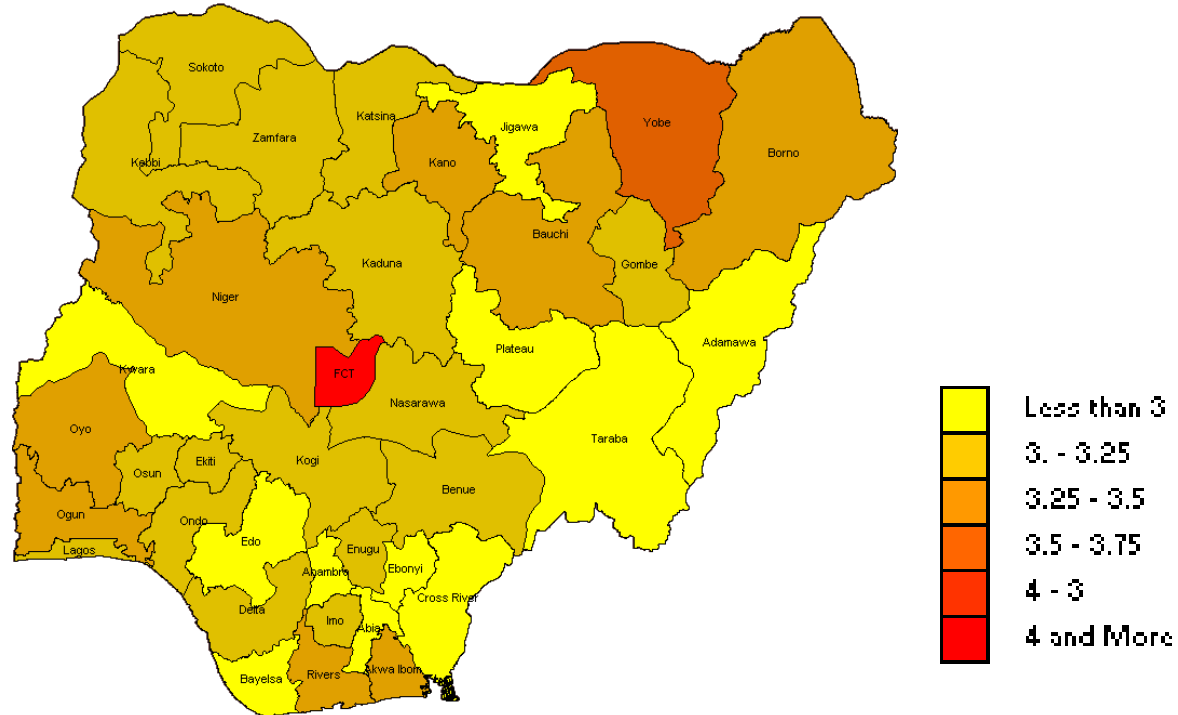 Sokoto
Katsina
Yobe
Jigawa
Zamfara
Borno
Kebbi
Kano
Bauchi
Kaduna
Gombe
Niger
Adamawa
Plateau
Kwara
FCT
Nasarawa
Oyo
Taraba
Ekiti
Kogi
Osun
Benue
Ogun
Ondo
Edo
Lagos
Enugu
Ebonyi
Anambra
Cross River
Delta
Imo
Abia
Akwa Ibom
Rivers
Bayelsa
Less than 3
3. - 3.25
3.25 - 3.5
3.5 - 3.75
4 - 3
4 and More